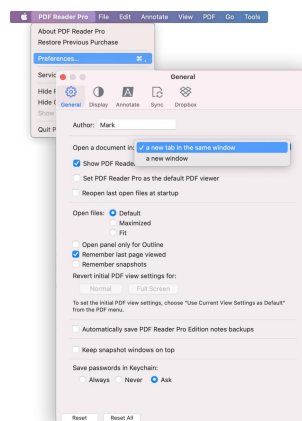 PDF Reader Pro File Edit Annotate View PDF Go Tools
About PDF Reader Pro
Restore Previous Purchase
Preferences... ⌘ ,
Servic
General
Hide F
General Display Annotate Sync Dropbox
Hide O
Show
Quit P
Author: Mark
Open a document in: ✓ a new tab in the same window
a new window
Show PDF Reade
Set PDF Reader Pro as the default PDF viewer
Reopen last open files at startup
Open files: Default
Maximized
Fit
Open panel only for Outline
Remember last page viewed
Remember snapshots
Revert initial PDF view settings for:
Normal Full Screen
To set the initial PDF view settings, choose "Use Current View Settings as Default"
from the PDF menu.
Automatically save PDF Reader Pro Edition notes backups
Keep snapshot windows on top
Save passwords in Keychain:
Always Never Ask
Reset Reset All